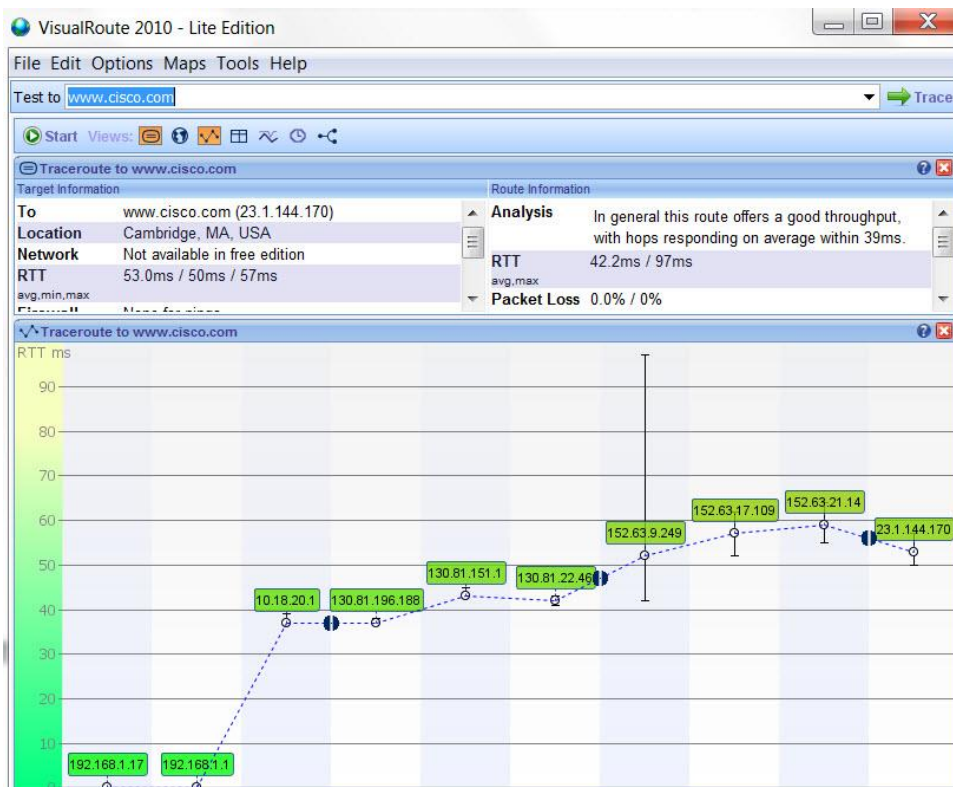 VisualRoute 2010 - Lite Edition
File Edit Options Maps Tools Help
Test to www.cisco.com Trace
Start Views:
Traceroute to www.cisco.com
Target Information
Route Information
To www.cisco.com (23.1.144.170)
Location Cambridge, MA, USA
Network Not available in free edition
RTT 53.0ms / 50ms / 57ms
avg,min,max
Analysis In general this route offers a good throughput,
with hops responding on average within 39ms.
RTT 42.2ms / 97ms
avg,max
Packet Loss 0.0% / 0%
Traceroute to www.cisco.com
RTT ms
90
80
70
60
50
40
30
20
10
192.168.1.17
192.168.1.1
10.18.20.1
130.81.196.188
130.81.151.1
130.81.22.46
152.63.9.249
152.63.17.109
152.63.21.14
23.1.144.170